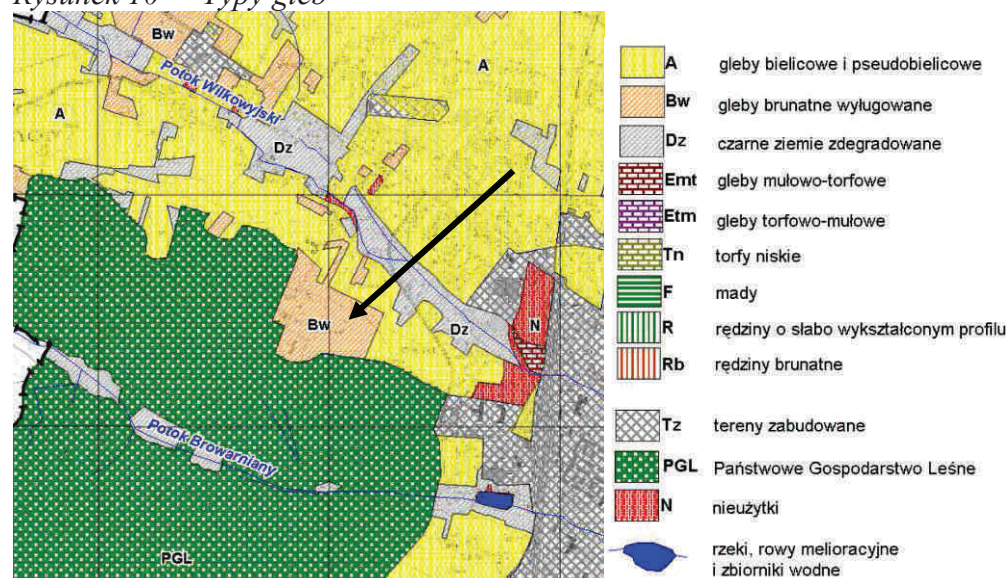 Rysunek 10 Typy gleb
Bw
Potok Wilkowyjski
A
A
Dz
Bw
Dz
N
Potok Browarniany
PGL
A gleby bielicowe i pseudobielicowe
Bw gleby brunatne wyługowane
Dz czarne ziemie zdegradowane
Emt gleby mułowo-torfowe
Etm gleby torfowo-mułowe
Tn torfy niskie
F mady
R rędziny o słabo wykształconym profilu
Rb rędziny brunatne
Tz tereny zabudowane
PGL Państwowe Gospodarstwo Leśne
N nieużytki
rzeki, rowy melioracyjne
i zbiorniki wodne